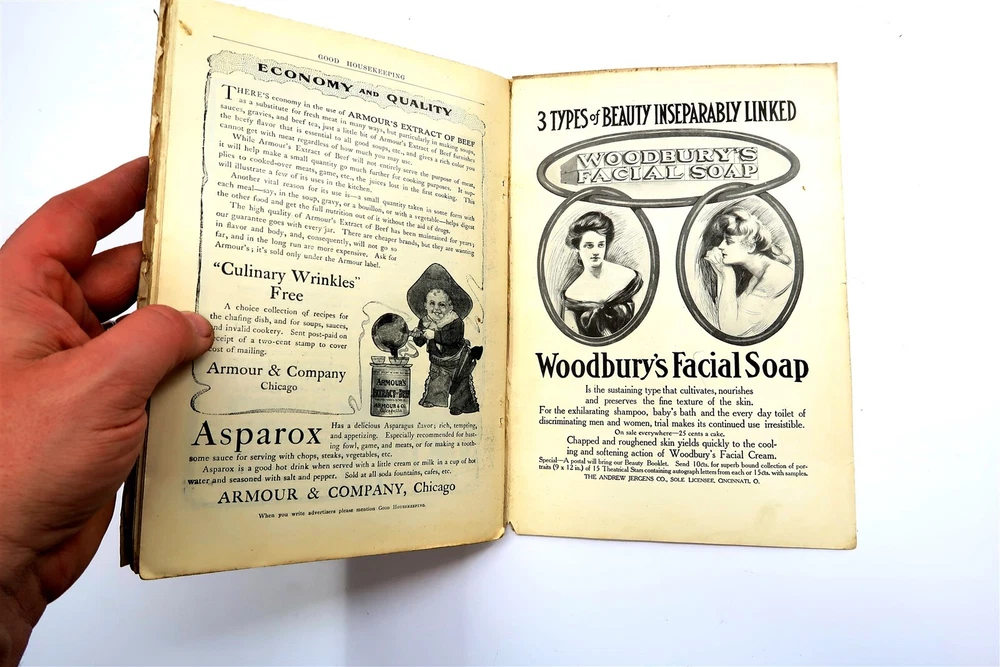 GOOD HOUSEKEEPING
ECONOMY AND QUALITY
THERE'S economy in the use of ARMOUR'S EXTRACT OF BEEF
as a substitute for fresh meat in many ways, but particularly in making soups,
sauces, gravies, and beef tea, just a little bit of Armour's Extract of Beef furnishes
the beefy flavor that is essential to all good soups, etc., and gives a rich color you
cannot get with meat regardless of how much you may use.
While Armour's Extract of Beef will not entirely serve the purpose of meat,
it will help make a small quantity go much further for cooking purposes. It sup-
plies to cooked-over meats, game, etc., the juices lost in the first cooking. This
will illustrate a few of its uses in the kitchen.
Another vital reason for its use is—a small quantity taken in some form with
each meal—say, in the soup, gravy, or a bouillon, or with a vegetable—helps digest
the other food and get the full nutrition out of it without the aid of drugs.
The high quality of Armour's Extract of Beef has been maintained for years;
our guarantee goes with every jar. There are cheaper brands, but they are wanting
in flavor and body, and, consequently, will not go so
far, and in the long run are more expensive. Ask for
Armour's; it's sold only under the Armour label.
"Culinary Wrinkles"
Free
A choice collection of recipes for
the chafing dish, and for soups, sauces,
and invalid cookery. Sent post-paid on
receipt of a two-cent stamp to cover
cost of mailing.
Armour & Company
Chicago
ARMOUR'S
EXTRACT OF BEEF
ARMOUR & CO.
CHICAGO
Asparox
Has a delicious Asparagus flavor; rich, tempting,
and appetizing. Especially recommended for bast-
ing fowl, game, and meats, or for making a tooth-
some sauce for serving with chops, steaks, vegetables, etc.
Asparox is a good hot drink when served with a little cream or milk in a cup of hot
water and seasoned with salt and pepper. Sold at all soda fountains, cafes, etc.
ARMOUR & COMPANY, Chicago
When you write advertisers please mention GOOD HOUSEKEEPING.
3 TYPES of BEAUTY INSEPARABLY LINKED
WOODBURY'S
FACIAL SOAP
Woodbury's Facial Soap
Is the sustaining type that cultivates, nourishes
and preserves the fine texture of the skin.
For the exhilarating shampoo, baby's bath and the every day toilet of
discriminating men and women, trial makes its continued use irresistible.
On sale everywhere—25 cents a cake.
Chapped and roughened skin yields quickly to the cool-
ing and softening action of Woodbury's Facial Cream.
Special—A postal will bring our Beauty Booklet. Send 10cts. for superb bound collection of por-
traits (9 x 12 in.) of 15 Theatrical Stars containing autograph letters from each or 15 cts. with samples.
THE ANDREW JERGENS CO., SOLE LICENSEE, CINCINNATI, O.